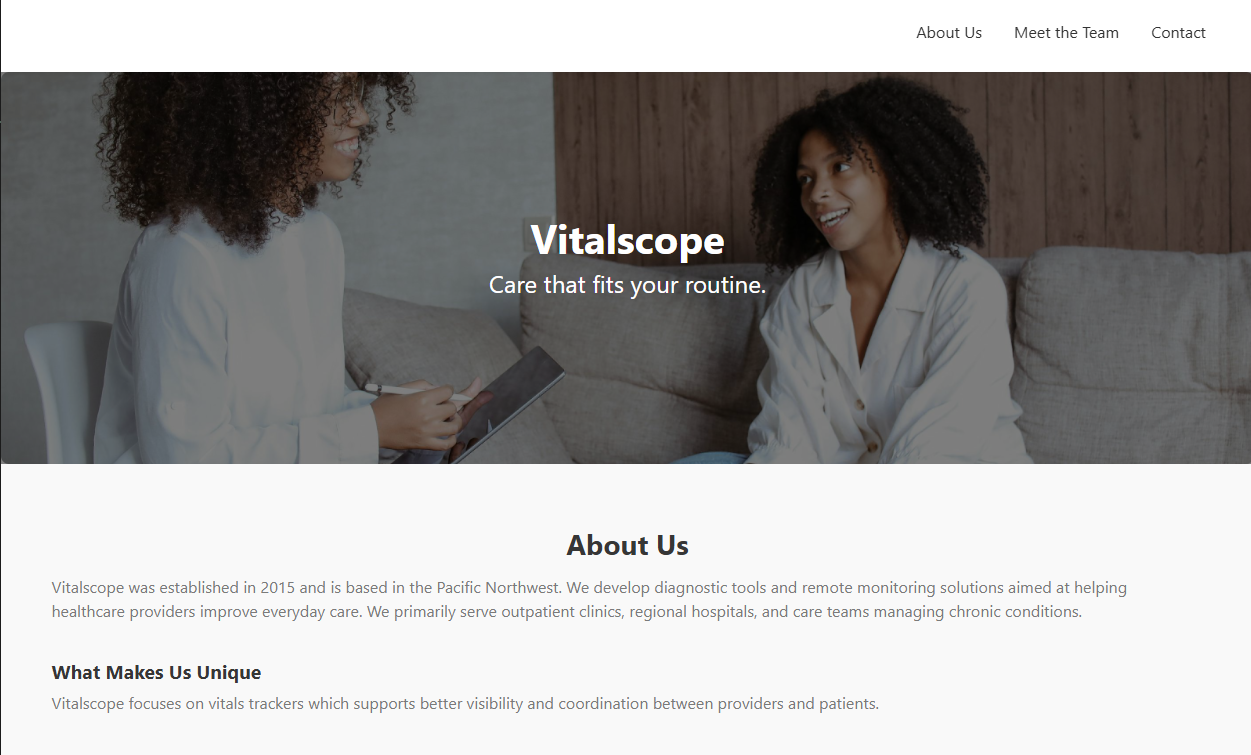 About Us Meet the Team Contact
Vitalscope
Care that fits your routine.
About Us
Vitalscope was established in 2015 and is based in the Pacific Northwest. We develop diagnostic tools and remote monitoring solutions aimed at helping
healthcare providers improve everyday care. We primarily serve outpatient clinics, regional hospitals, and care teams managing chronic conditions.
What Makes Us Unique
Vitalscope focuses on vitals trackers which supports better visibility and coordination between providers and patients.